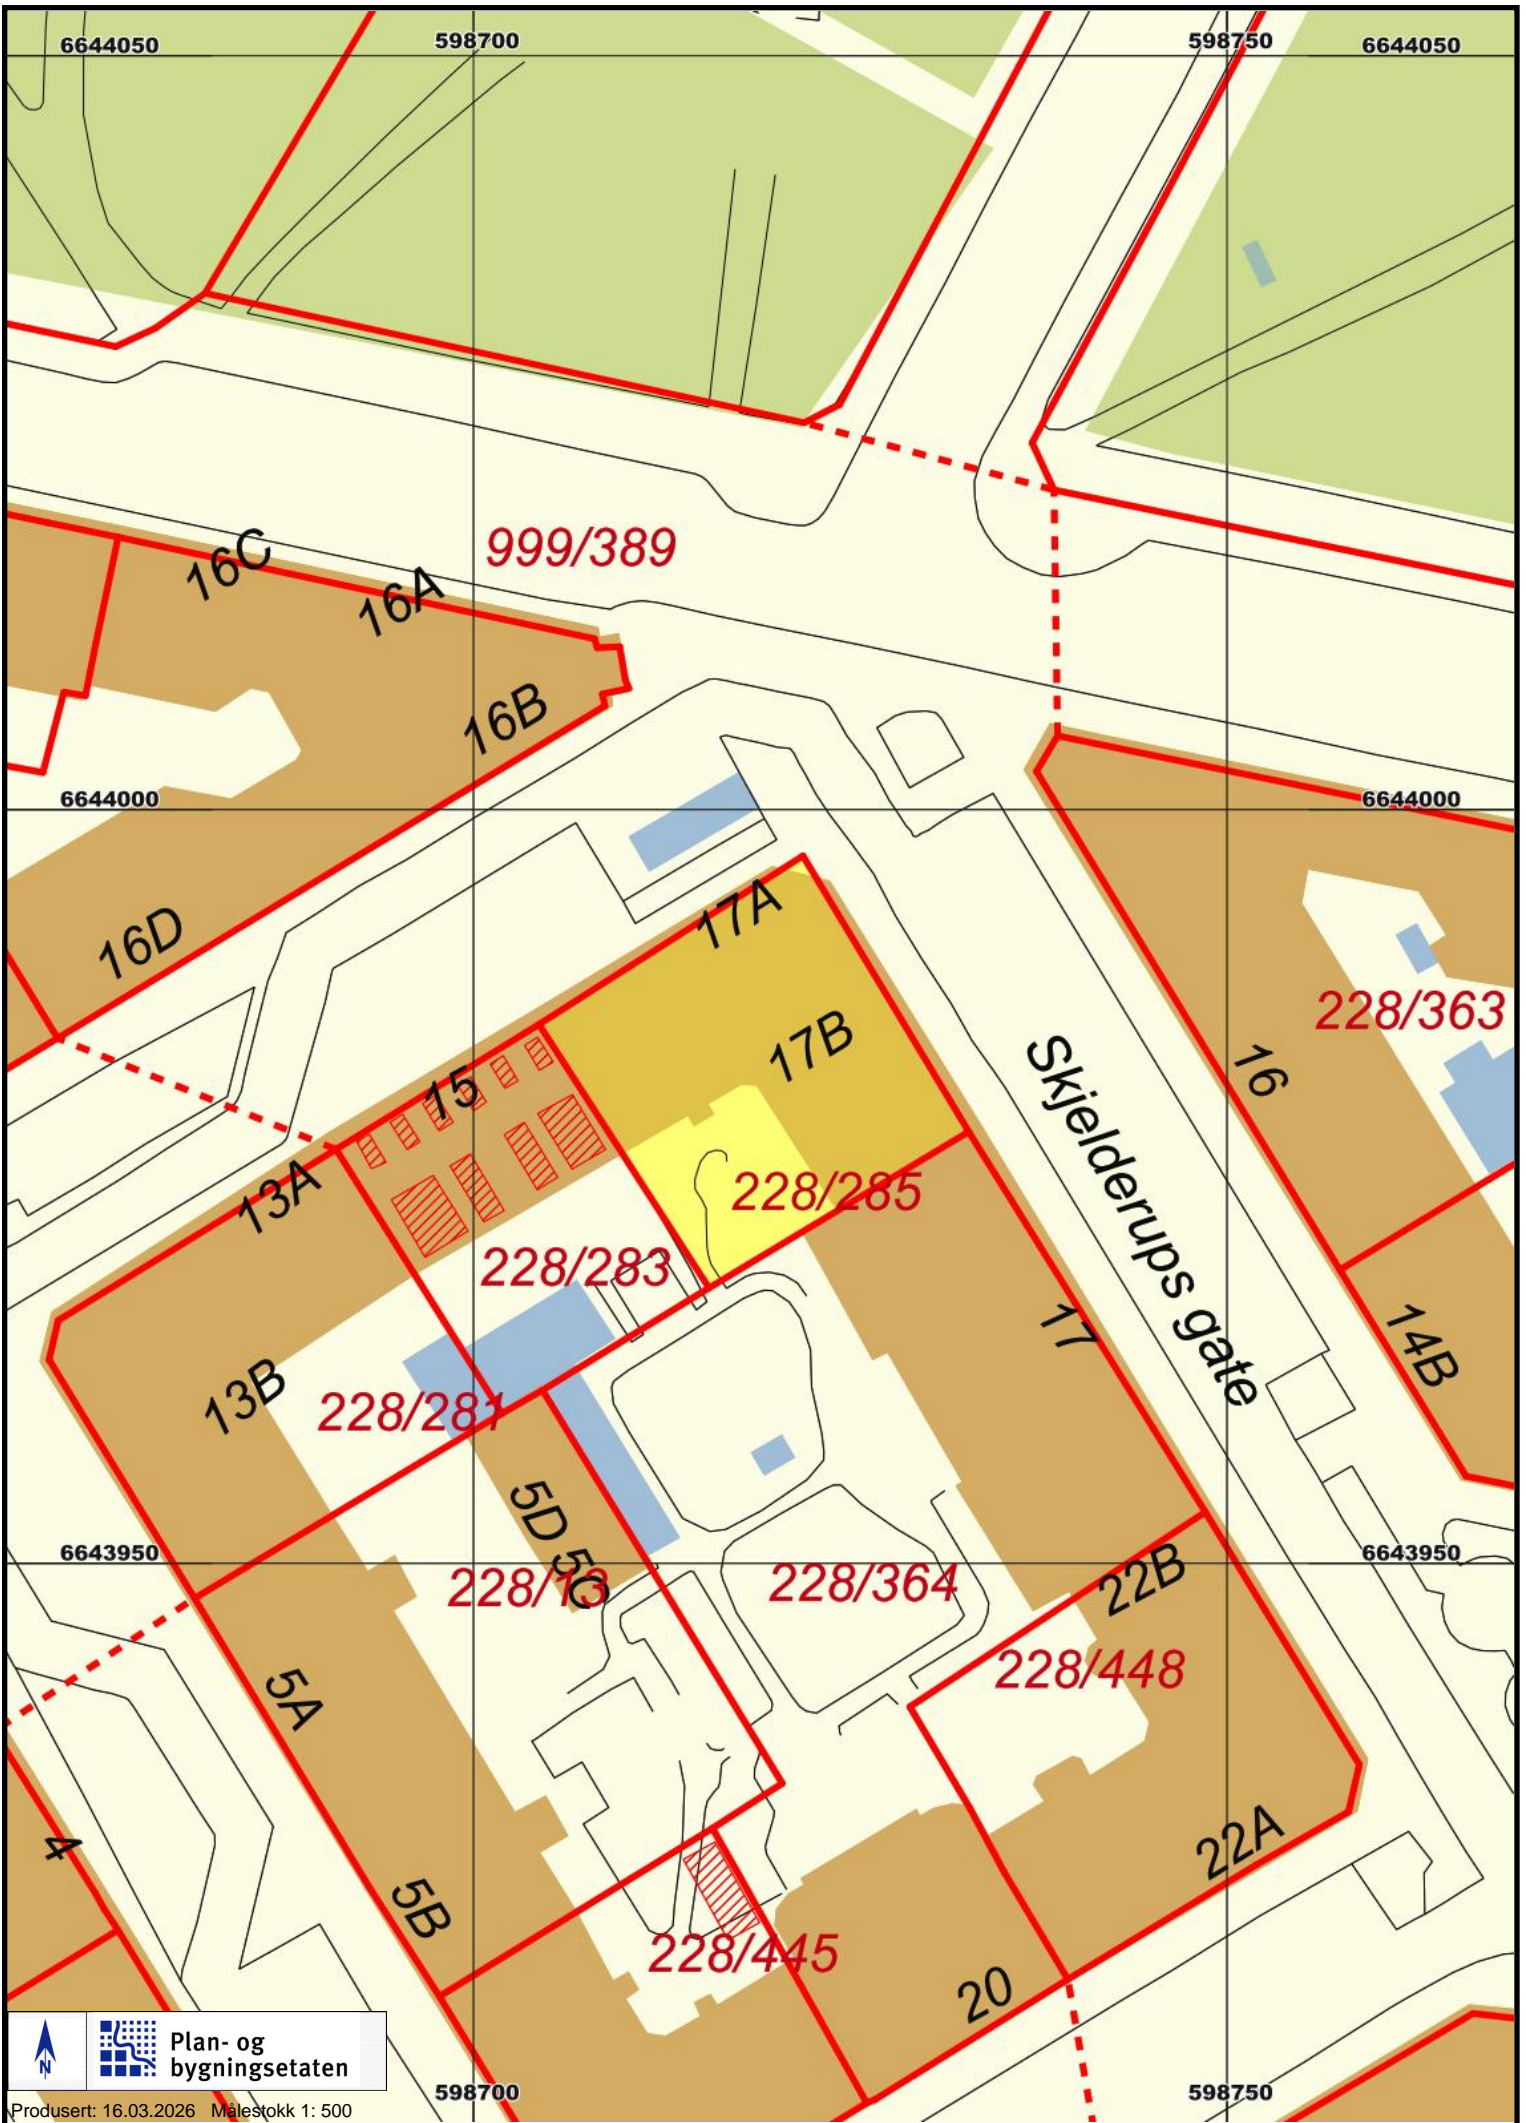 6644050
598700
598750
6644050
999/389
16C
16A
16B
6644000
6644000
17A
16D
228/363
17B
15
16
Skjelderups gate
13A
228/285
228/283
17
14B
13B
228/281
5D 5C
6643950
6643950
228/13
228/364
22B
228/448
5A
4
22A
5B
228/445
20
N
Plan- og
bygningsetaten
598700
598750
Produsert: 16.03.2026 Målestokk 1: 500